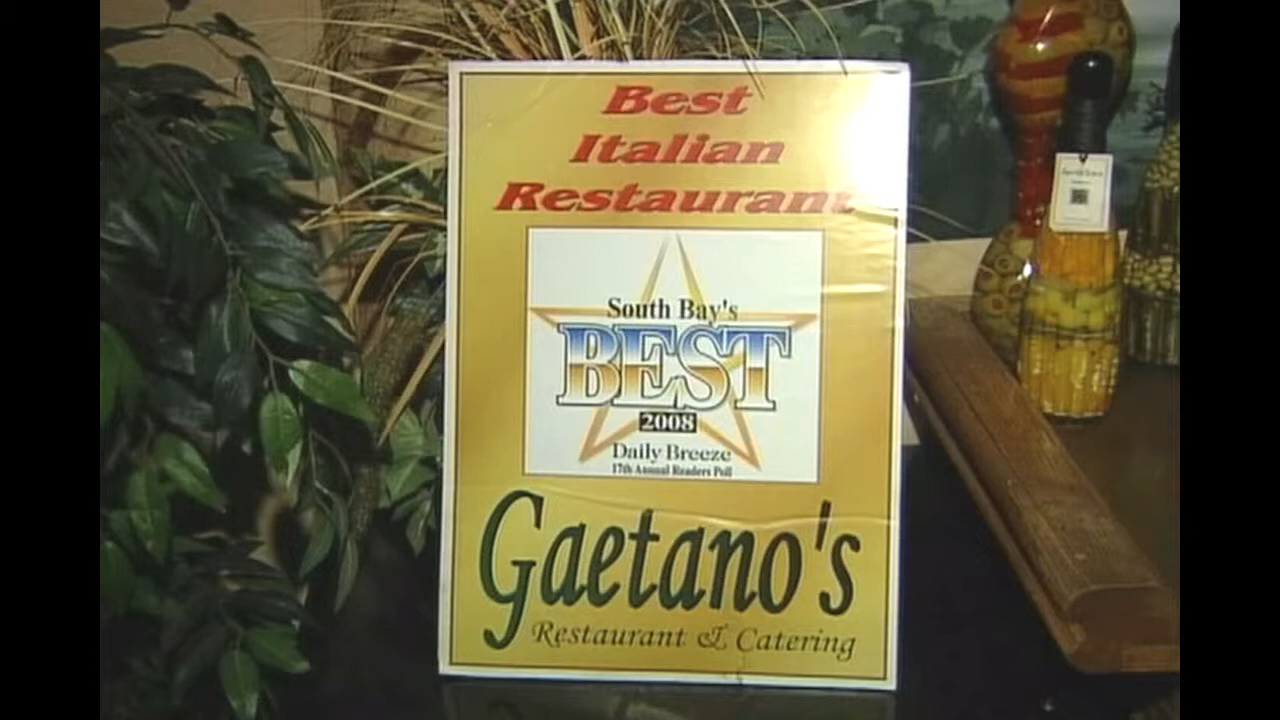 Best
Italian
Restaurant
South Bay's
BEST
2008
Daily Breeze
17th Annual Readers Poll
Gaetano's
Restaurant & Catering